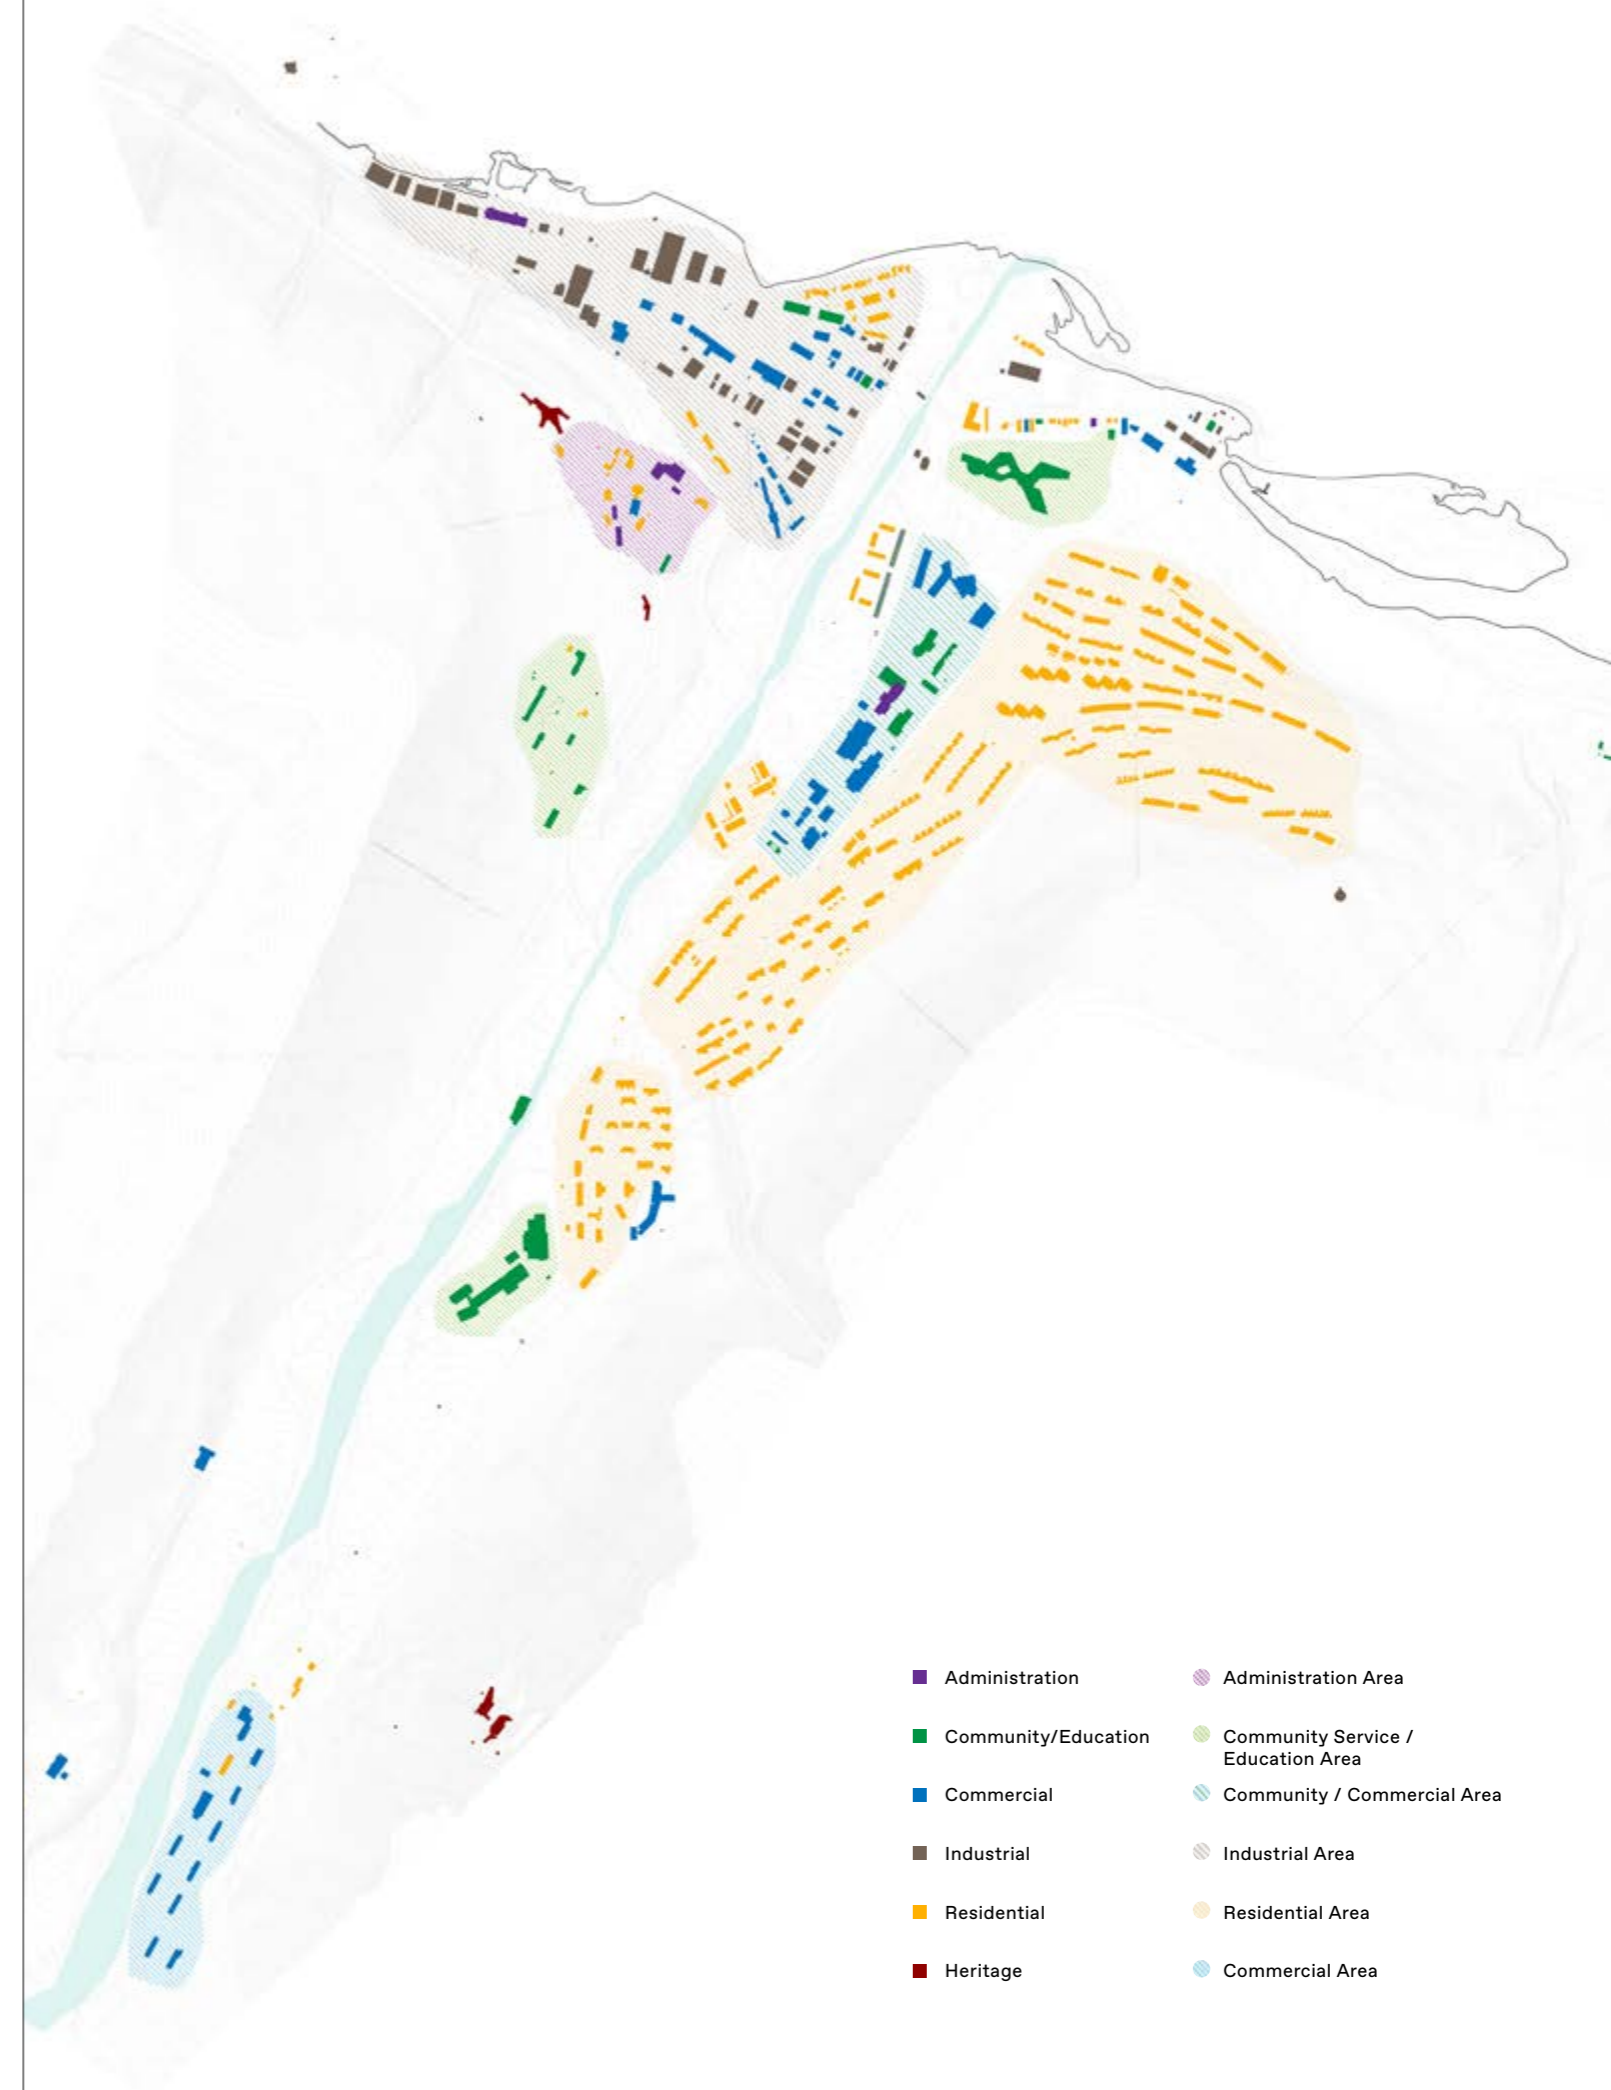 Administration
Administration Area
Community/Education
Community Service /
Education Area
Commercial
Community / Commercial Area
Industrial
Industrial Area
Residential
Residential Area
Heritage
Commercial Area